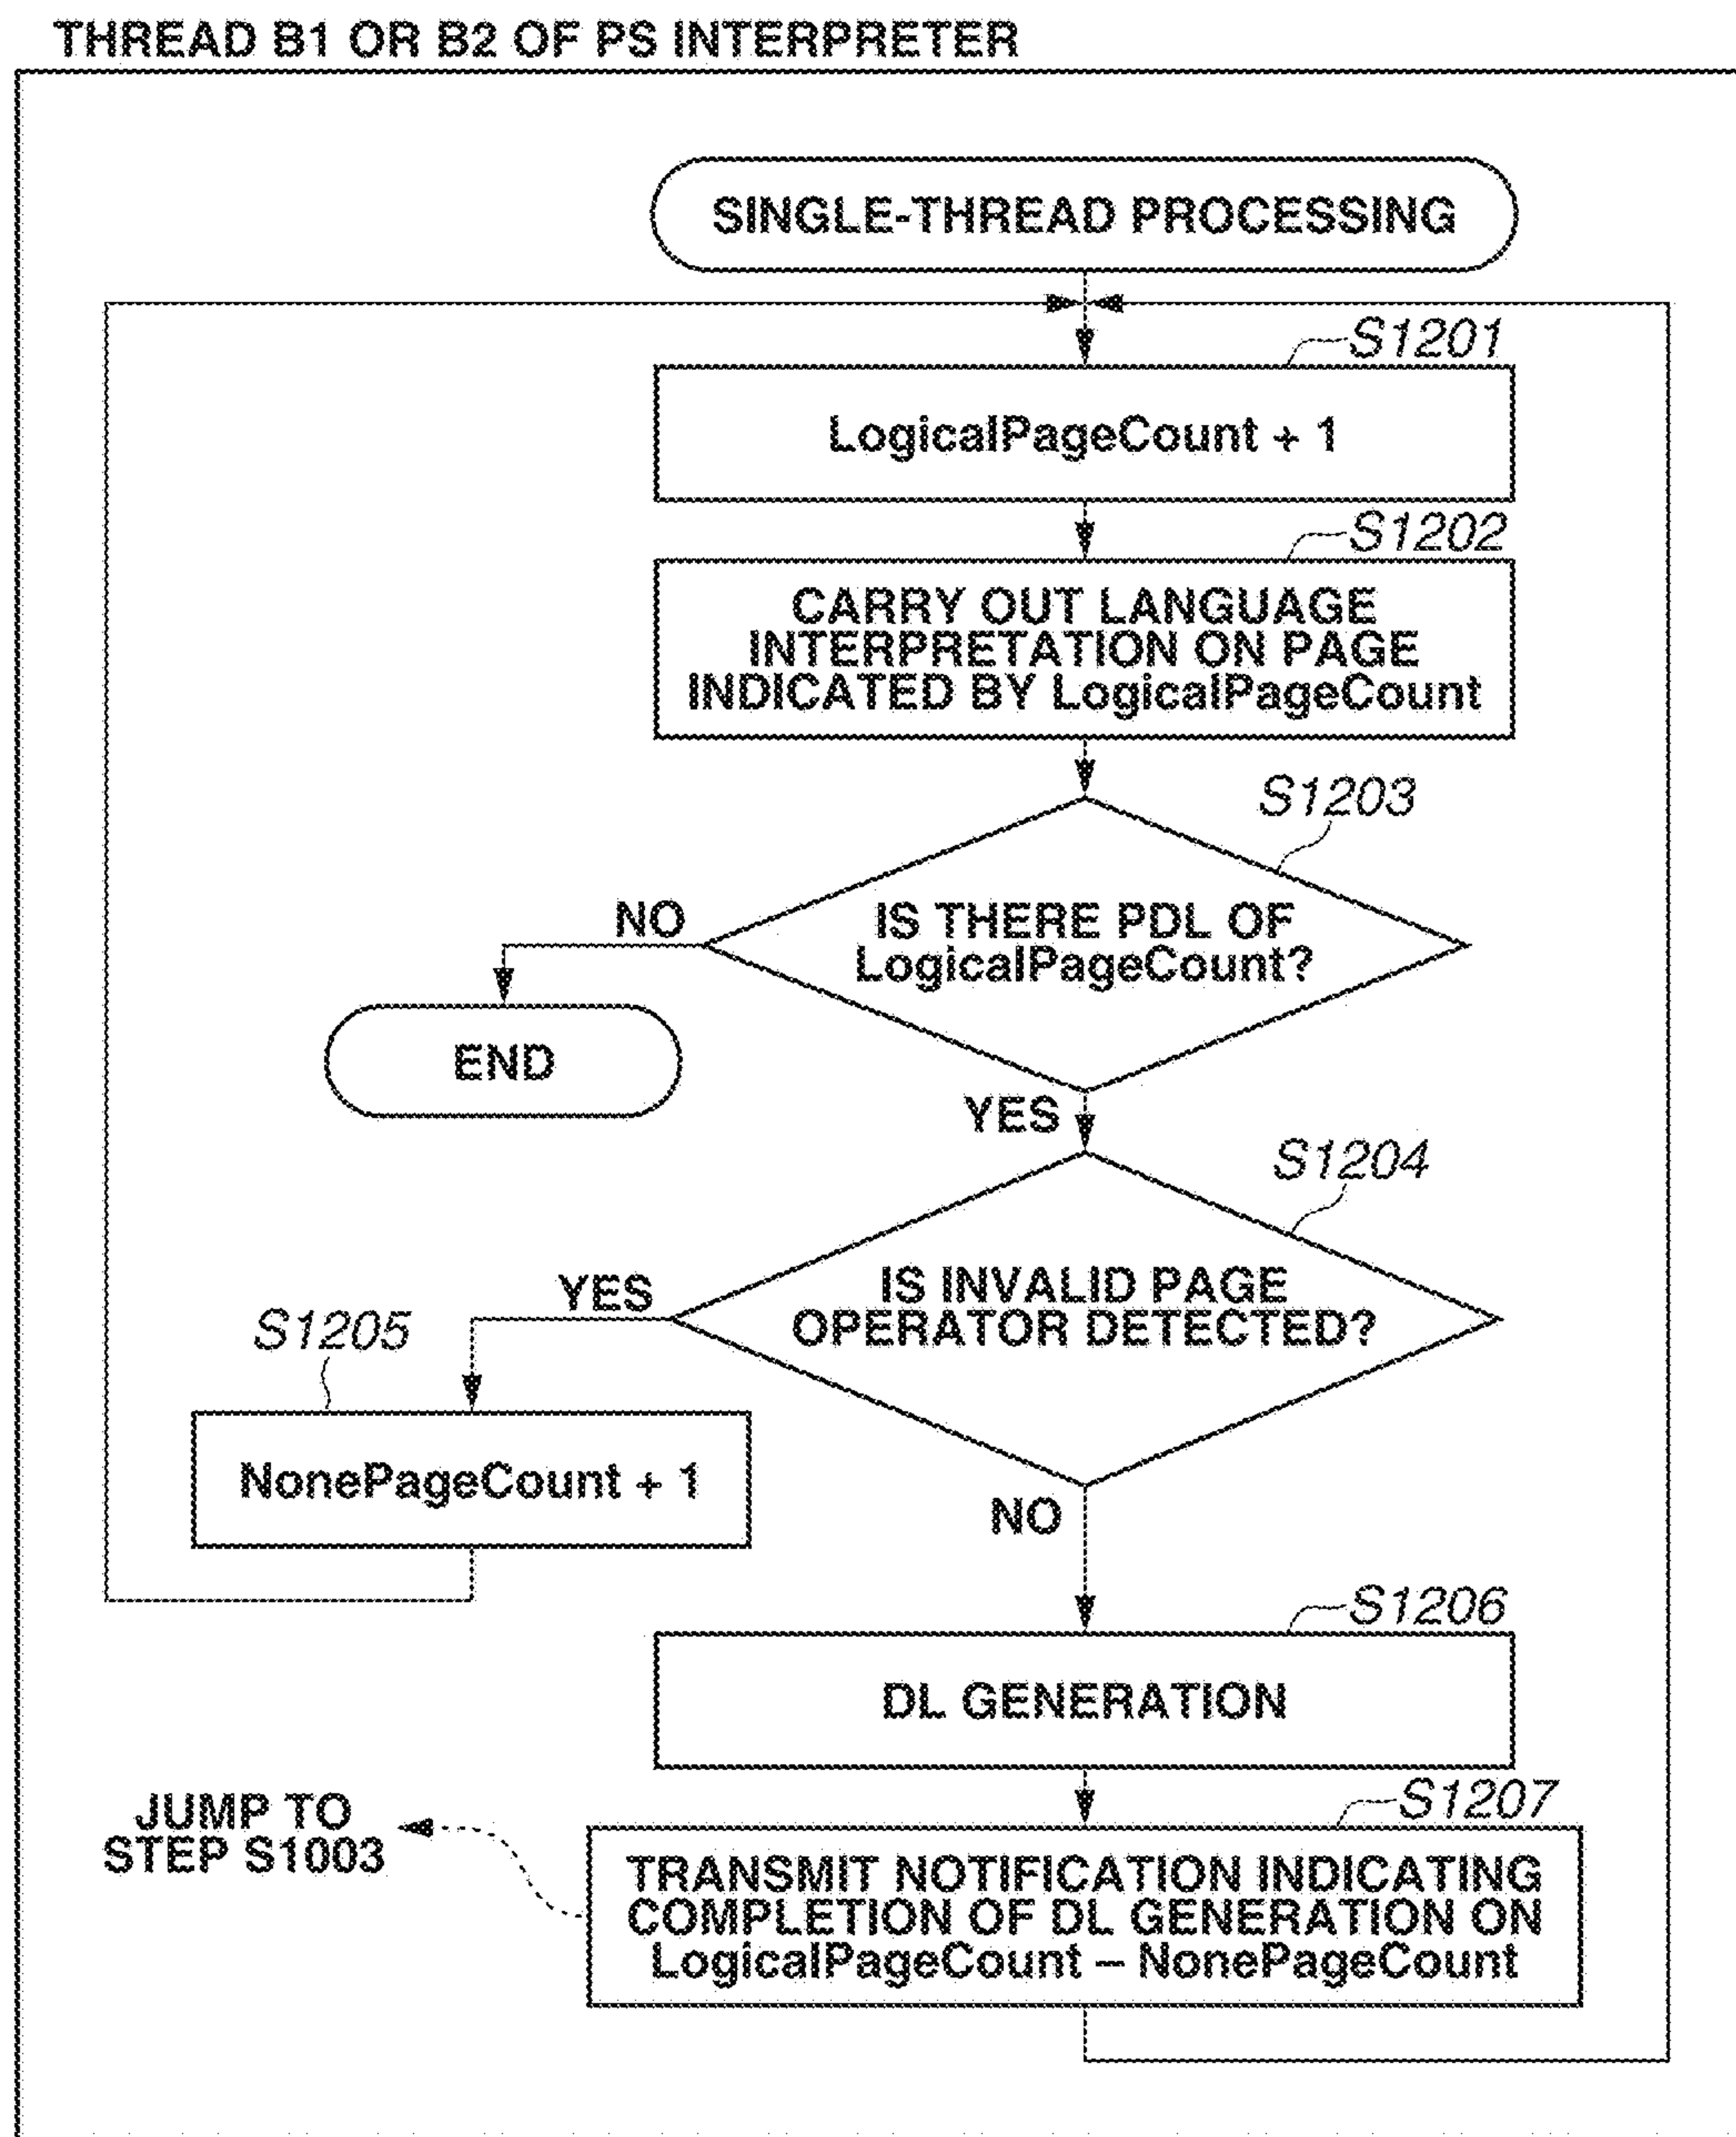 THREAD B1 OR B2 OF PS INTERPRETER
SINGLE-THREAD PROCESSING
S1201
LogicalPageCount + 1
S1202
CARRY OUT LANGUAGE
INTERPRETATION ON PAGE
INDICATED BY LogicalPageCount
S1203
IS THERE PDL OF
LogicalPageCount?
NO
END
YES
S1204
IS INVALID PAGE
OPERATOR DETECTED?
YES
S1205
NonePageCount + 1
NO
S1206
DL GENERATION
S1207
JUMP TO
STEP S1003
TRANSMIT NOTIFICATION INDICATING
COMPLETION OF DL GENERATION ON
LogicalPageCount – NonePageCount